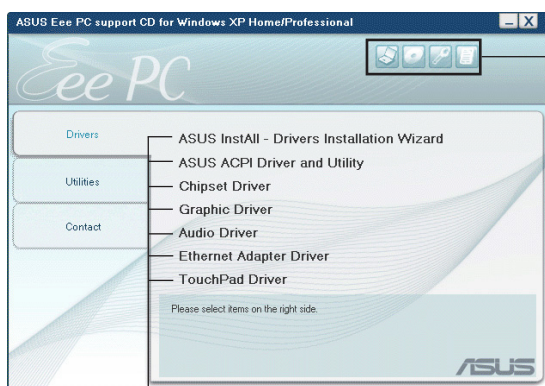 ASUS Eee PC support CD for Windows XP Home/Professional
Eee PC
Drivers
Utilities
Contact
ASUS InstAll - Drivers Installation Wizard
ASUS ACPI Driver and Utility
Chipset Driver
Graphic Driver
Audio Driver
Ethernet Adapter Driver
TouchPad Driver
Please select items on the right side.
ASUS